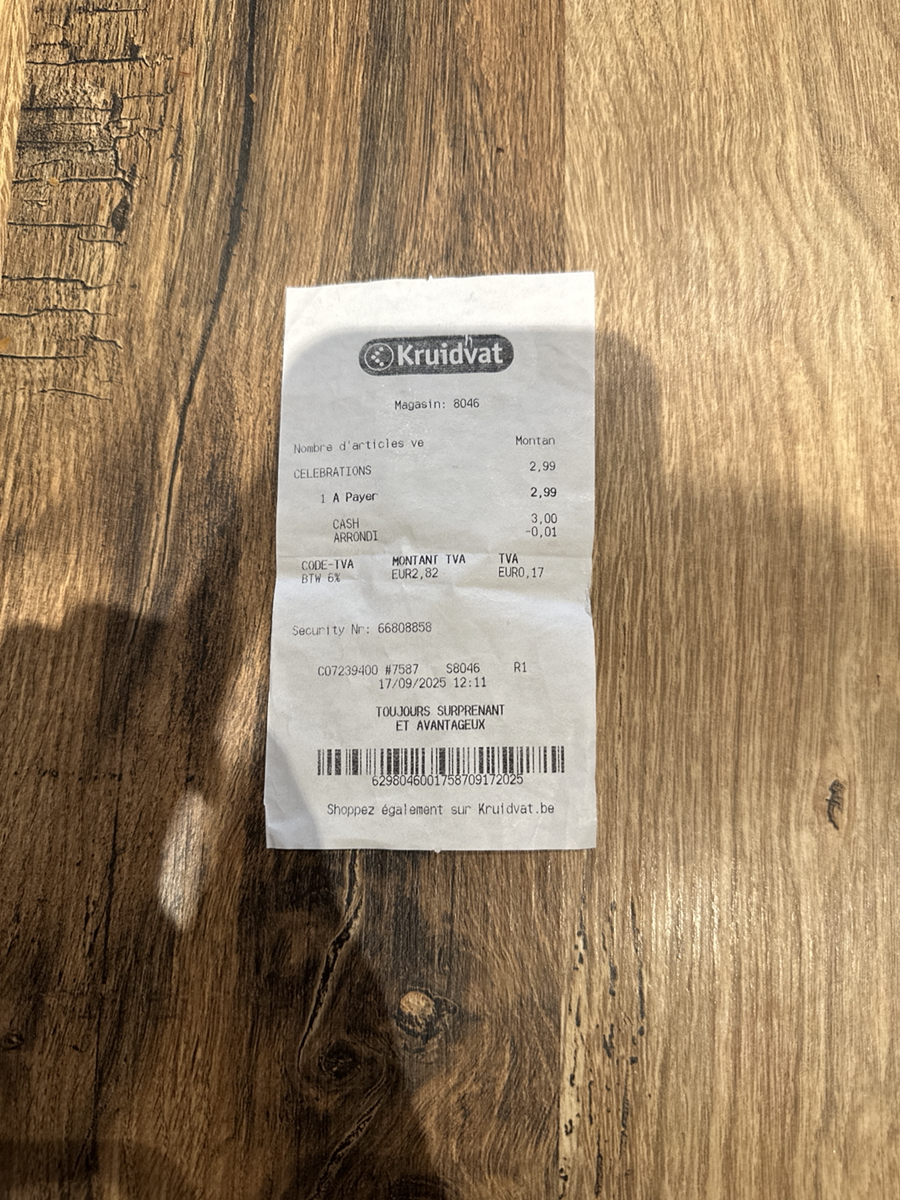 Kruidvat
Magasin: 8046
Nombre d'articles ve Montan
CELEBRATIONS 2,99
1 A Payer 2,99
CASH 3,00
ARRONDI -0,01
CODE-TVA MONTANT TVA TVA
BTW 6% EUR2,82 EUR0,17
Security Nr: 66808858
C07239400 #7587 S8046 R1
17/09/2025 12:11
TOUJOURS SURPRENANT
ET AVANTAGEUX
6298046001758709172025
Shoppez également sur Kruidvat.be